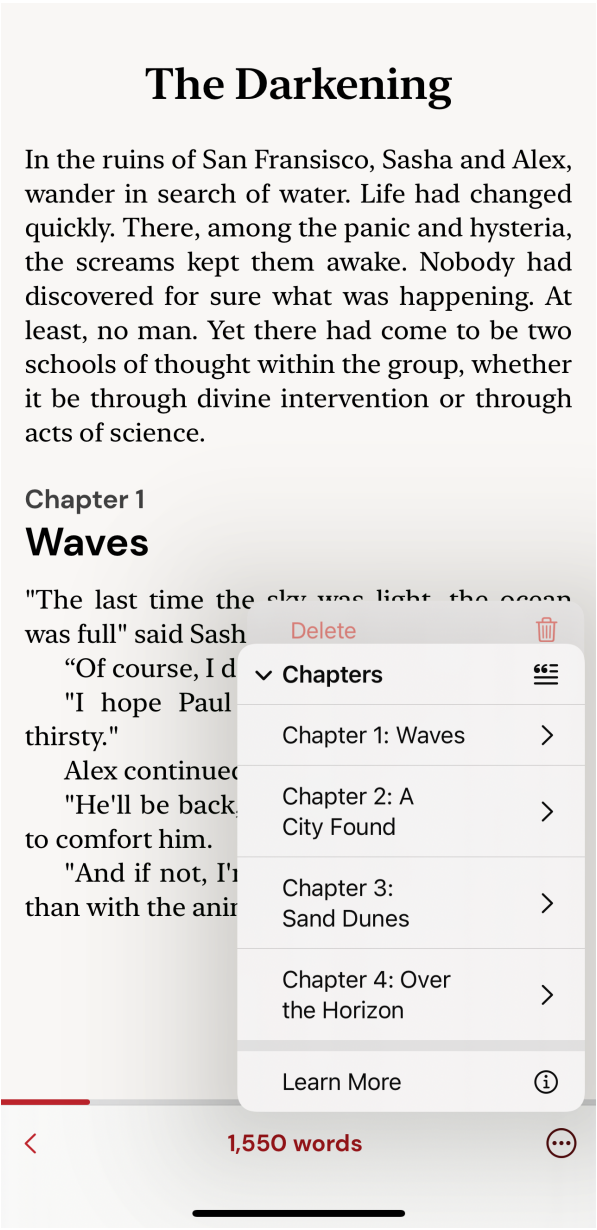 The Darkening
In the ruins of San Fransisco, Sasha and Alex,
wander in search of water. Life had changed
quickly. There, among the panic and hysteria,
the screams kept them awake. Nobody had
discovered for sure what was happening. At
least, no man. Yet there had come to be two
schools of thought within the group, whether
it be through divine intervention or through
acts of science.
Chapter 1
Waves
"The last time the sky was light, the ocean
was full" said Sash
“Of course, I d
"I hope Paul
thirsty."
Alex continued
"He'll be back,
to comfort him.
"And if not, I'm
than with the anim
Delete
Chapters
Chapter 1: Waves
Chapter 2: A
City Found
Chapter 3:
Sand Dunes
Chapter 4: Over
the Horizon
Learn More
1,550 words